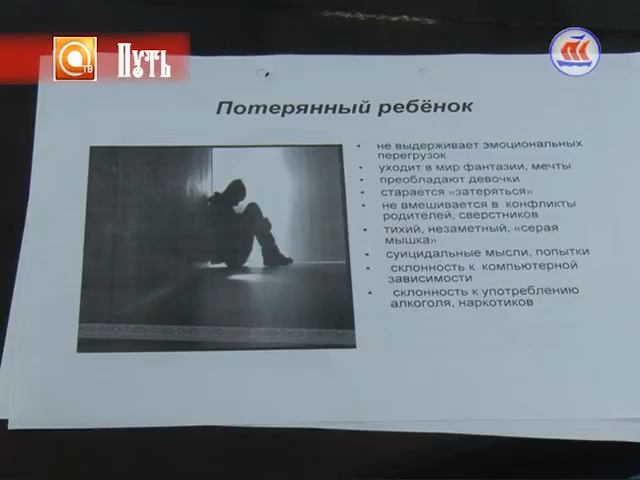 ТВ
Путь
Потерянный ребёнок
• не выдерживает эмоциональных
перегрузок
• уходит в мир фантазии, мечты
• преобладают девочки
• старается «затеряться»
• не вмешивается в конфликты
родителей, сверстников
• тихий, незаметный, «серая
мышка»
• суицидальные мысли, попытки
• склонность к компьютерной
зависимости
• склонность к употреблению
алкоголя, наркотиков